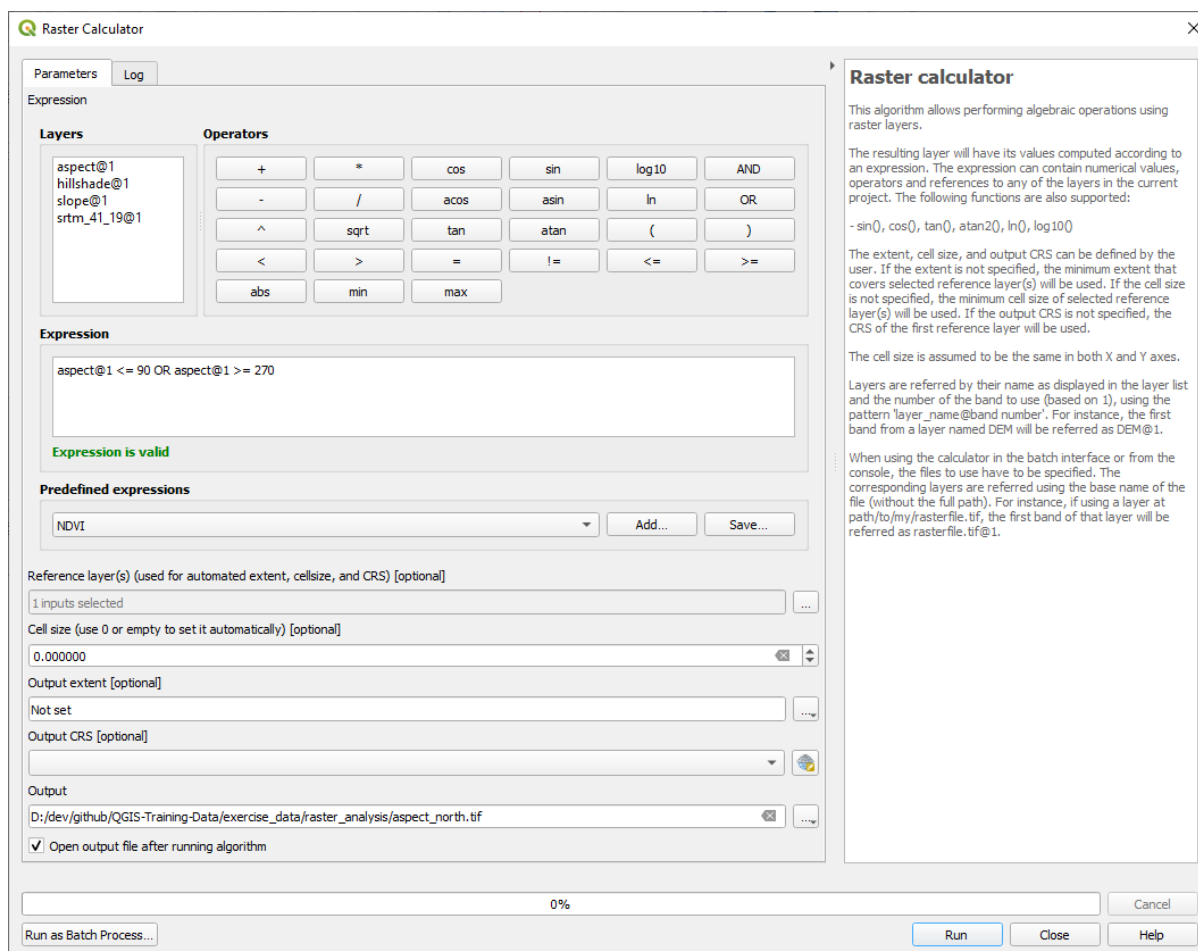 Raster Calculator
Parameters
Log
Expression
Layers
aspect@1
hillshade@1
slope@1
srtm_41_19@1
Operators
+ * cos sin log10 AND
- / acos asin ln OR
^ sqrt tan atan ( )
< > = != <= >=
abs min max
Expression
aspect@1 <= 90 OR aspect@1 >= 270
Expression is valid
Predefined expressions
NDVI
Add...
Save...
Reference layer(s) (used for automated extent, cellsize, and CRS) [optional]
1 inputs selected
...
Cell size (use 0 or empty to set it automatically) [optional]
0.000000
Output extent [optional]
Not set
...
Output CRS [optional]
Output
D:/dev/github/QGIS-Training-Data/exercise_data/raster_analysis/aspect_north.tif
...
Open output file after running algorithm
Raster calculator
This algorithm allows performing algebraic operations using
raster layers.
The resulting layer will have its values computed according to
an expression. The expression can contain numerical values,
operators and references to any of the layers in the current
project. The following functions are also supported:
- sin(), cos(), tan(), atan2(), ln(), log10()
The extent, cell size, and output CRS can be defined by the
user. If the extent is not specified, the minimum extent that
covers selected reference layer(s) will be used. If the cell size
is not specified, the minimum cell size of selected reference
layer(s) will be used. If the output CRS is not specified, the
CRS of the first reference layer will be used.
The cell size is assumed to be the same in both X and Y axes.
Layers are referred by their name as displayed in the layer list
and the number of the band to use (based on 1), using the
pattern 'layer_name@band number'. For instance, the first
band from a layer named DEM will be referred as DEM@1.
When using the calculator in the batch interface or from the
console, the files to use have to be specified. The
corresponding layers are referred using the base name of the
file (without the full path). For instance, if using a layer at
path/to/my/rasterfile.tif, the first band of that layer will be
referred as rasterfile.tif@1.
0%
Cancel
Run as Batch Process...
Run
Close
Help